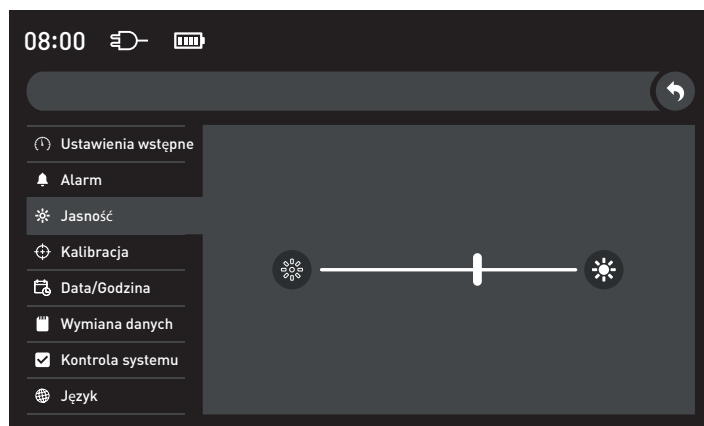 08:00
Ustawienia wstępne
Alarm
Jasność
Kalibracja
Data/Godzina
Wymiana danych
Kontrola systemu
Język